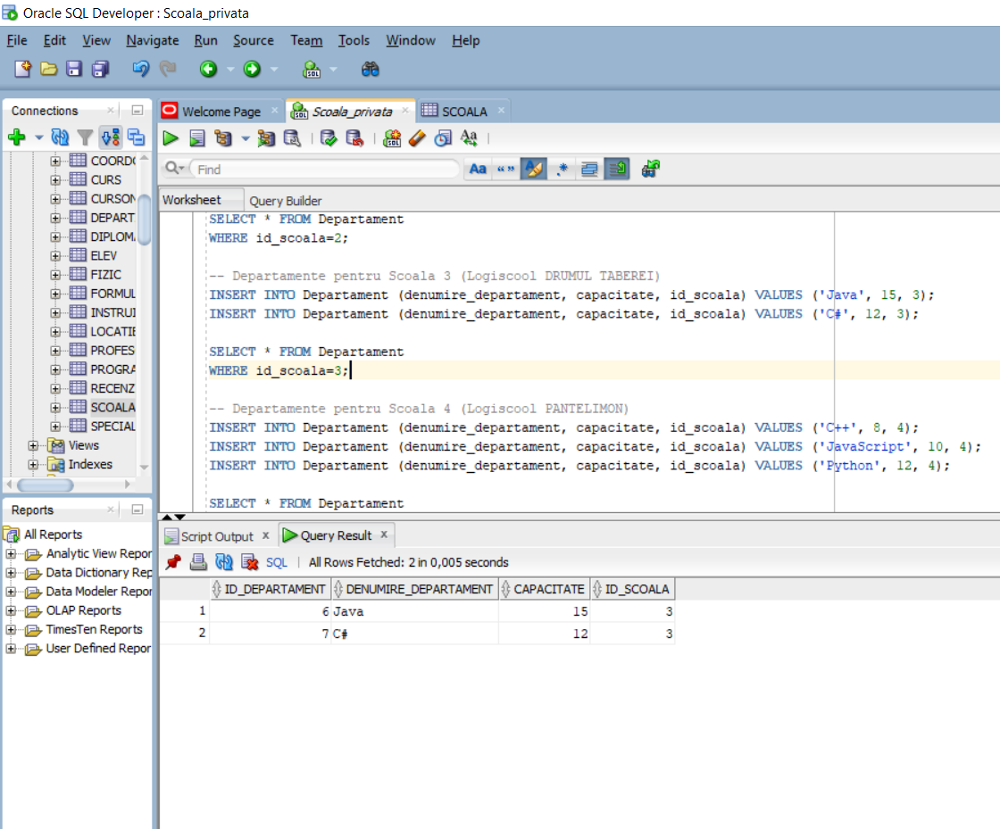 Oracle SQL Developer : Scoala_privata
File Edit View Navigate Run Source Team Tools Window Help
Connections
Welcome Page
Scoala_privata
SCOALA
COORDO
CURS
CURSON
DEPART
DIPLOM
ELEV
FIZIC
FORMUL
INSTRUI
LOCATIE
PROFES
PROGRA
RECENZ
SCOALA
SPECIAL
Views
Indexes
Find
Aa “ ” .*
Worksheet Query Builder
SELECT * FROM Departament
WHERE id_scoala=2;
-- Departamente pentru Scoala 3 (Logiscool DRUMUL TABEREI)
INSERT INTO Departament (denumire_departament, capacitate, id_scoala) VALUES ('Java', 15, 3);
INSERT INTO Departament (denumire_departament, capacitate, id_scoala) VALUES ('C#', 12, 3);
SELECT * FROM Departament
WHERE id_scoala=3;
-- Departamente pentru Scoala 4 (Logiscool PANTELIMON)
INSERT INTO Departament (denumire_departament, capacitate, id_scoala) VALUES ('C++', 8, 4);
INSERT INTO Departament (denumire_departament, capacitate, id_scoala) VALUES ('JavaScript', 10, 4);
INSERT INTO Departament (denumire_departament, capacitate, id_scoala) VALUES ('Python', 12, 4);
SELECT * FROM Departament
Reports
All Reports
Analytic View Repor
Data Dictionary Rep
Data Modeler Repor
OLAP Reports
TimesTen Reports
User Defined Repor
Script Output x Query Result x
SQL | All Rows Fetched: 2 in 0,005 seconds
ID_DEPARTAMENT DENUMIRE_DEPARTAMENT CAPACITATE ID_SCOALA
1 6 Java 15 3
2 7 C# 12 3